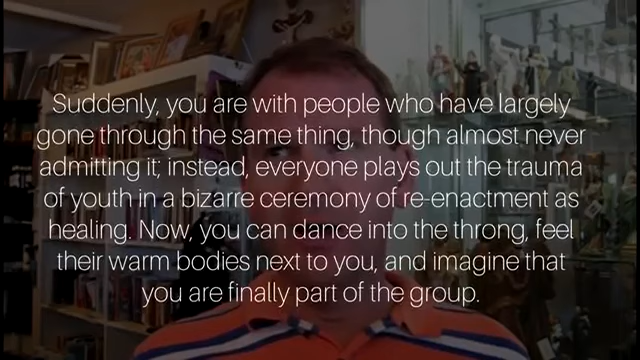 Suddenly, you are with people who have largely
gone through the same thing, though almost never
admitting it; instead, everyone plays out the trauma
of youth in a bizarre ceremony of re-enactment as
healing. Now, you can dance into the throng, feel
their warm bodies next to you, and imagine that
you are finally part of the group.